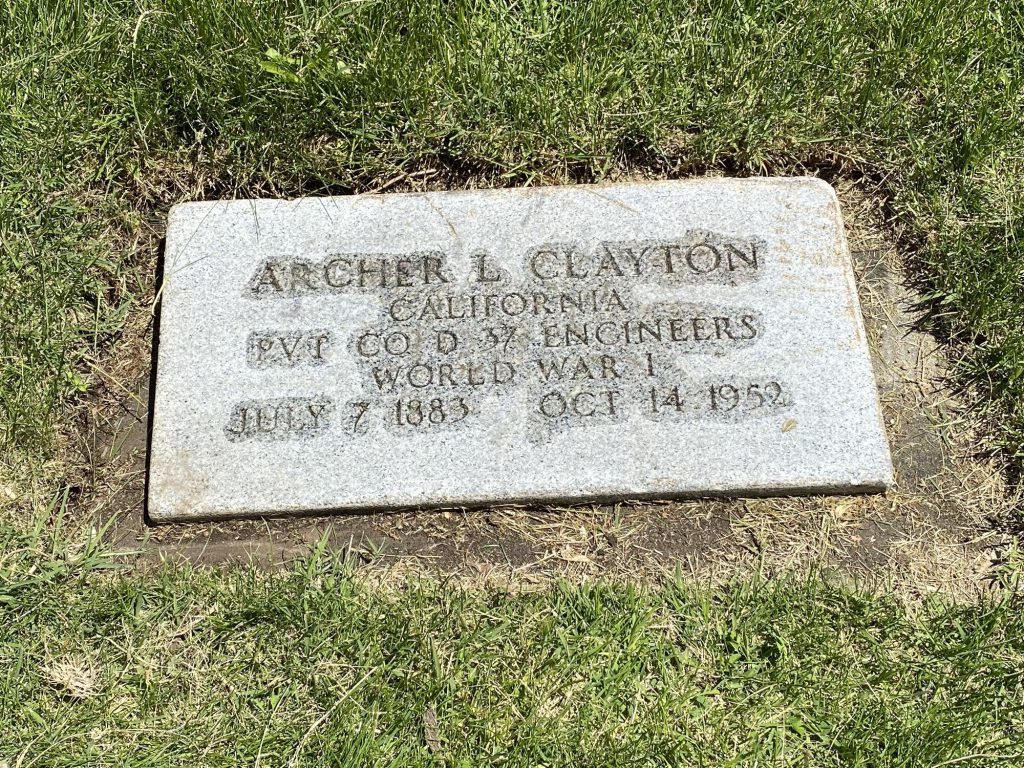 ARCHER L CLAYTON
CALIFORNIA
PVT CO D 37 ENGINEERS
WORLD WAR I
JULY 7 1883 OCT 14 1952